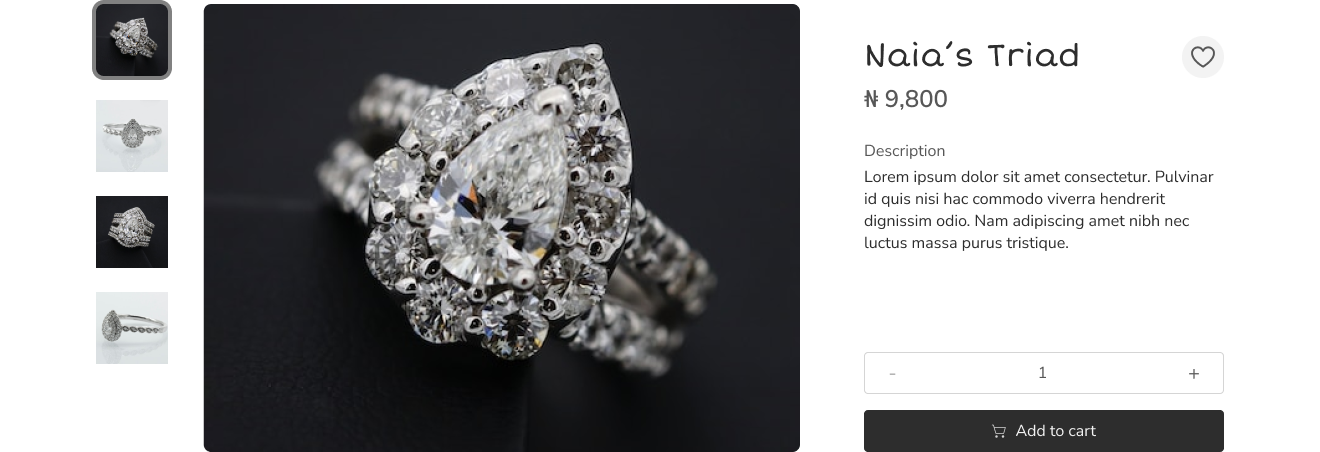 Naia's Triad
₦ 9,800
Description
Lorem ipsum dolor sit amet consectetur. Pulvinar
id quis nisi hac commodo viverra hendrerit
dignissim odio. Nam adipiscing amet nibh nec
luctus massa purus tristique.
- 1 +
Add to cart